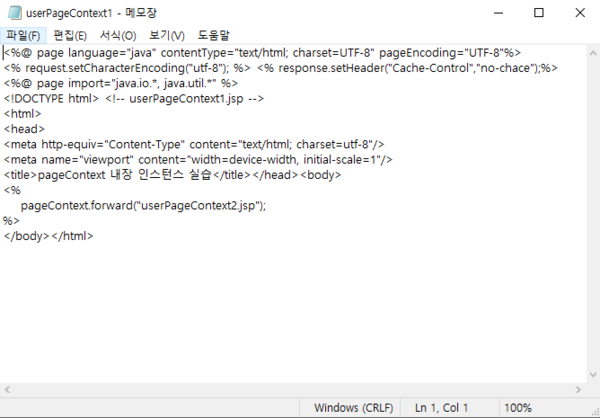 userPageContext1 - 메모장
파일(F) 편집(E) 서식(O) 보기(V) 도움말
<%@ page language="java" contentType="text/html; charset=UTF-8" pageEncoding="UTF-8"%>
<% request.setCharacterEncoding("utf-8"); %> <% response.setHeader("Cache-Control","no-chace");%>
<%@ page import="java.io.*, java.util.*" %>
<!DOCTYPE html> <!-- userPageContext1.jsp -->
<html>
<head>
<meta http-equiv="Content-Type" content="text/html; charset=utf-8"/>
<meta name="viewport" content="width=device-width, initial-scale=1"/>
<title>pageContext 내장 인스턴스 실습</title></head><body>
<%
pageContext.forward("userPageContext2.jsp");
%>
</body></html>
Windows (CRLF) Ln 1, Col 1 100%